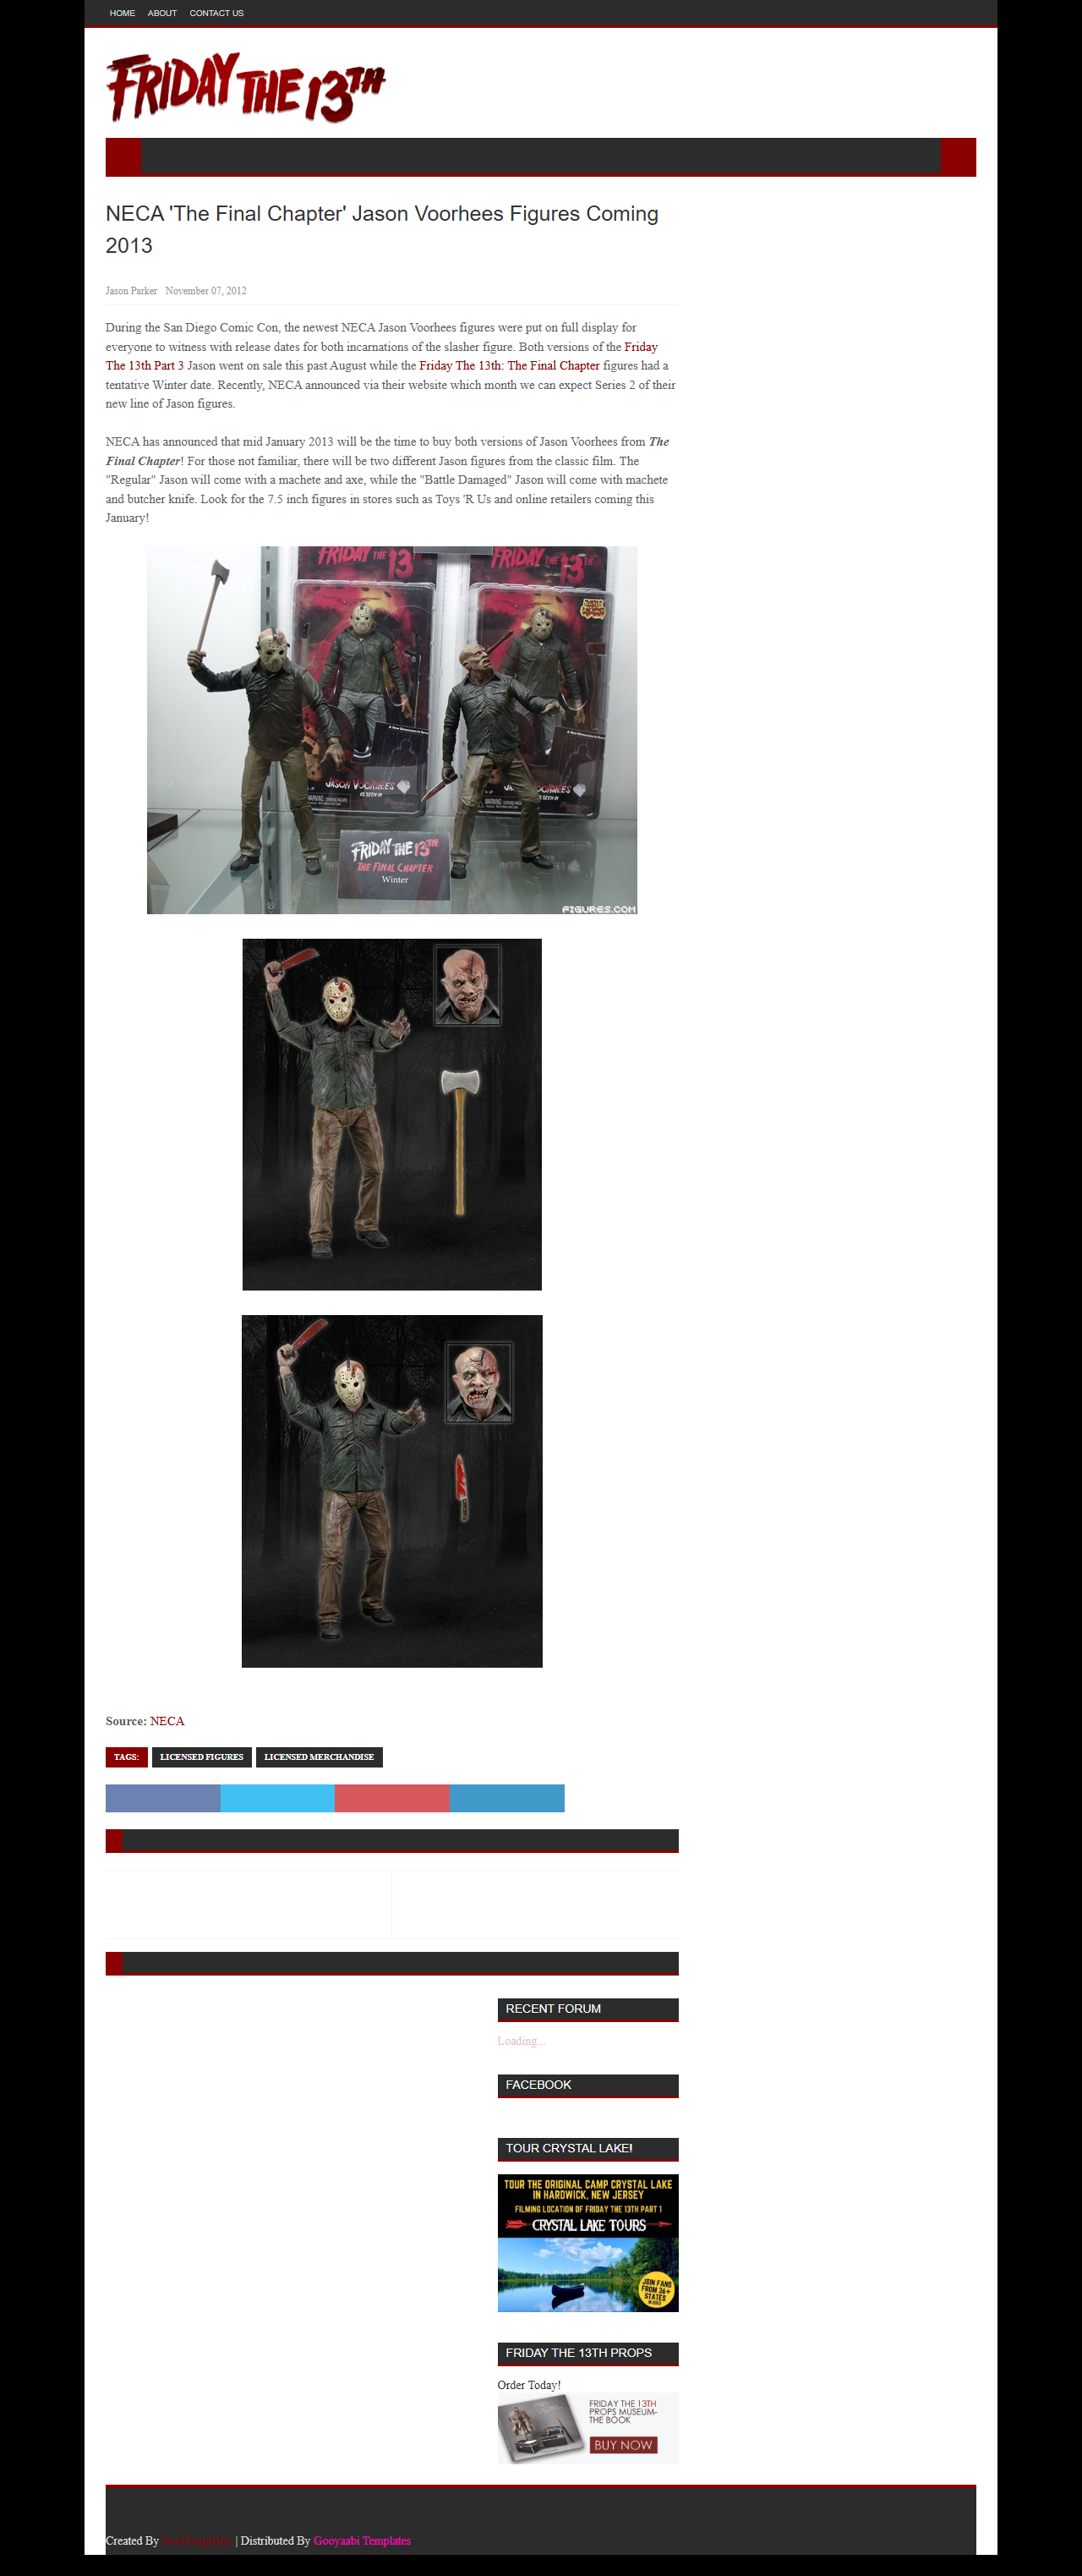 HOME ABOUT CONTACT US
FRIDAY THE 13TH
NECA 'The Final Chapter' Jason Voorhees Figures Coming
2013
Jason Parker November 07, 2012
During the San Diego Comic Con, the newest NECA Jason Voorhees figures were put on full display for
everyone to witness with release dates for both incarnations of the slasher figure. Both versions of the Friday
The 13th Part 3 Jason went on sale this past August while the Friday The 13th: The Final Chapter figures had a
tentative Winter date. Recently, NECA announced via their website which month we can expect Series 2 of their
new line of Jason figures.
NECA has announced that mid January 2013 will be the time to buy both versions of Jason Voorhees from The
Final Chapter! For those not familiar, there will be two different Jason figures from the classic film. The
"Regular" Jason will come with a machete and axe, while the "Battle Damaged" Jason will come with machete
and butcher knife. Look for the 7.5 inch figures in stores such as Toys 'R Us and online retailers coming this
January!
FRIDAY THE 13TH
FRIDAY THE 13TH
JASON VOORHEES
AS SEEN IN
JASON VOORHEES
AS SEEN IN
FRIDAY THE 13TH
THE FINAL CHAPTER
Winter
FIGURES.COM
Source: NECA
TAGS: LICENSED FIGURES LICENSED MERCHANDISE
RECENT FORUM
Loading...
FACEBOOK
TOUR CRYSTAL LAKE!
TOUR THE ORIGINAL CAMP CRYSTAL LAKE
IN HARDWICK, NEW JERSEY
FILMING LOCATION OF FRIDAY THE 13TH PART 1
CRYSTAL LAKE TOURS
JOIN FANS
FROM 36+
STATES
FRIDAY THE 13TH PROPS
Order Today!
FRIDAY THE 13TH
PROPS MUSEUM-
THE BOOK
BUY NOW
Created By | Distributed By Gooyaabi Templates